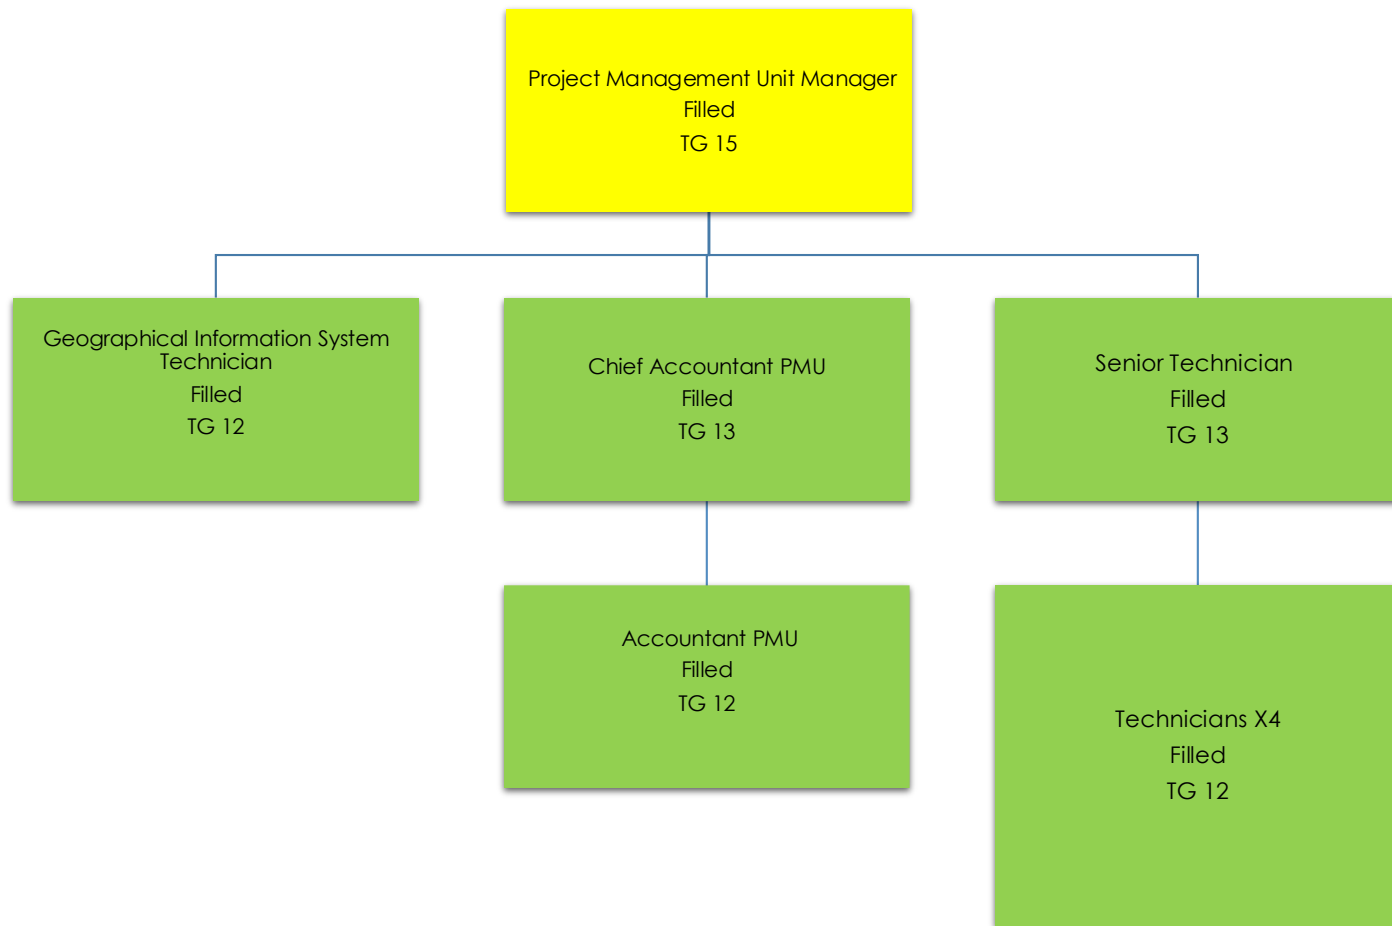 Project Management Unit Manager
Filled
TG 15
Geographical Information System
Technician
Filled
TG 12
Chief Accountant PMU
Filled
TG 13
Senior Technician
Filled
TG 13
Accountant PMU
Filled
TG 12
Technicians X4
Filled
TG 12